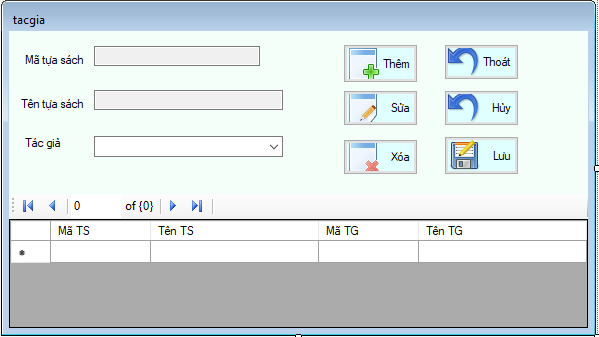 tacgia
Mã tựa sách
Thêm
Thoát
Tên tựa sách
Sửa
Hủy
Tác giả
Xóa
Lưu
0 of {0}
Mã TS Tên TS Mã TG Tên TG